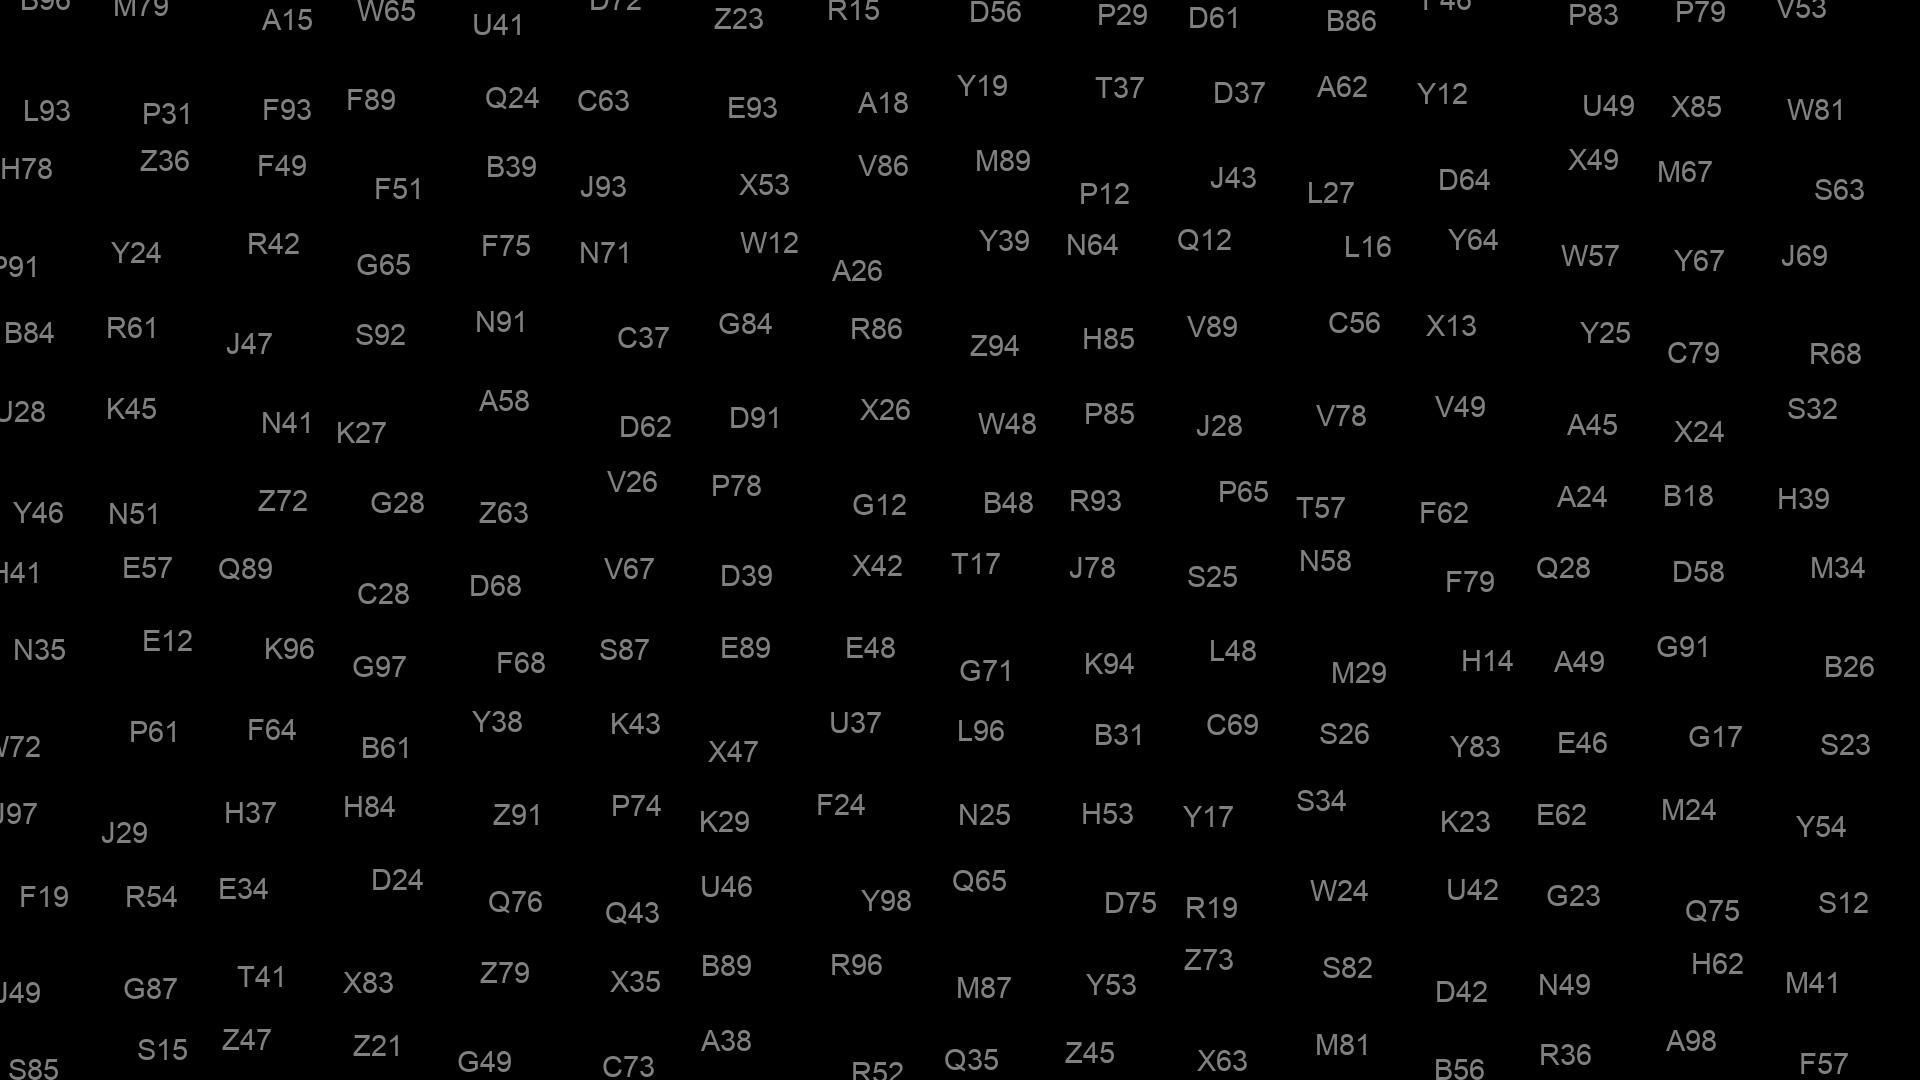 M79 A15 W65 U41 D72 Z23 R15 D56 P29 D61 B86 P83 P79 V53
L93 P31 F93 F89 Q24 C63 E93 A18 Y19 T37 D37 A62 Y12 U49 X85 W81
H78 Z36 F49 F51 B39 J93 X53 V86 M89 P12 J43 L27 D64 X49 M67 S63
P91 Y24 R42 G65 F75 N71 W12 A26 Y39 N64 Q12 L16 Y64 W57 Y67 J69
B84 R61 J47 S92 N91 C37 G84 R86 Z94 H85 V89 C56 X13 Y25 C79 R68
K45 N41 K27 A58 D62 D91 X26 W48 P85 J28 V78 V49 A45 X24 S32
Y46 N51 Z72 G28 Z63 V26 P78 G12 B48 R93 P65 T57 F62 A24 B18 H39
H41 E57 Q89 C28 D68 V67 D39 X42 T17 J78 S25 N58 F79 Q28 D58 M34
N35 E12 K96 G97 F68 S87 E89 E48 G71 K94 L48 M29 H14 A49 G91 B26
W72 P61 F64 B61 Y38 K43 X47 U37 L96 B31 C69 S26 Y83 E46 G17 S23
J29 H37 H84 Z91 P74 K29 F24 N25 H53 Y17 S34 K23 E62 M24 Y54
F19 R54 E34 D24 Q76 Q43 U46 Y98 Q65 D75 R19 W24 U42 G23 Q75 S12
G87 T41 X83 Z79 X35 B89 R96 M87 Y53 Z73 S82 D42 N49 H62 M41
S85 S15 Z47 Z21 G49 C73 A38 R52 Q35 Z45 X63 M81 B56 R36 A98 F57